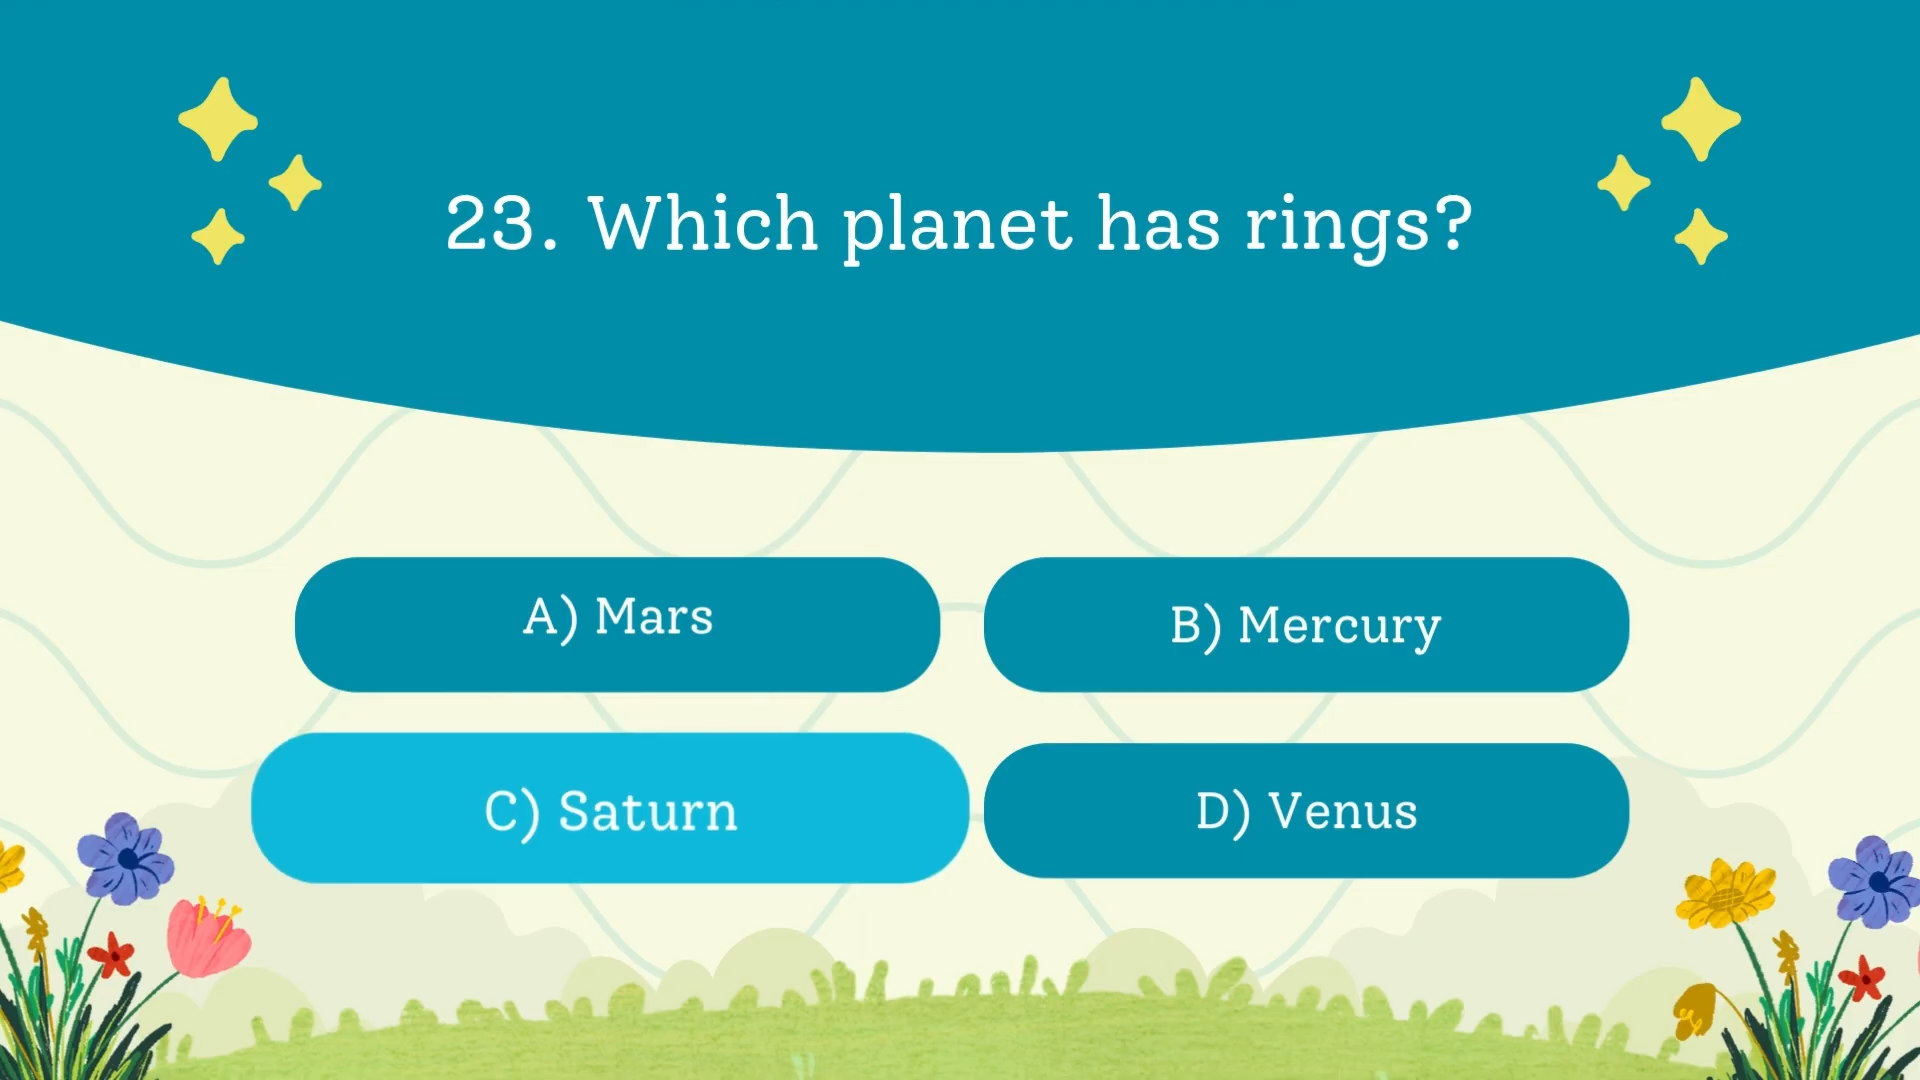 23. Which planet has rings?
A) Mars
B) Mercury
C) Saturn
D) Venus